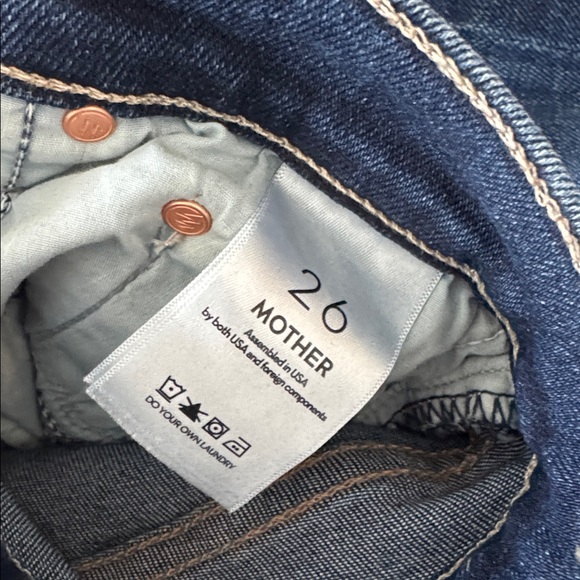 26
MOTHER
Assembled in USA
by both USA and foreign components
DO YOUR OWN LAUNDRY